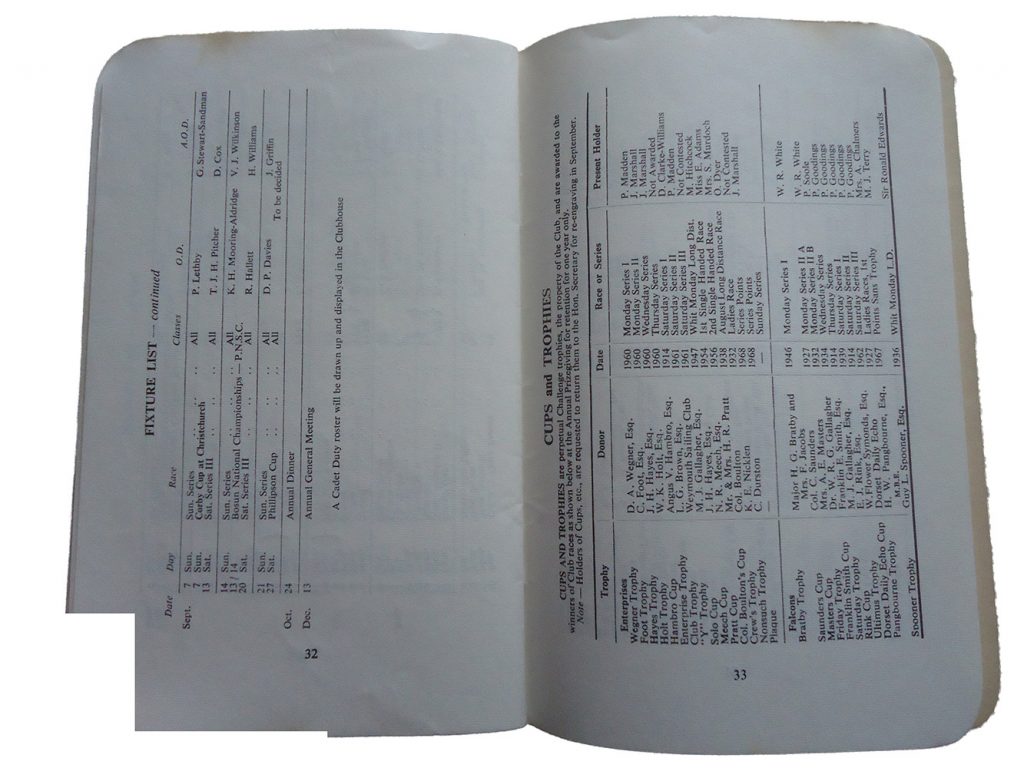 FIXTURE LIST — continued
Date Day Race Classes O.D. A.O.D.
Sept. 7 Sun. Sun. Series .. .. All P. Lethby G. Stewart-Sandman
7 Sun. Carter Cup at Christchurch
13 Sat. Sat. Series III .. .. All T. J. H. Pitcher D. Cox
14 Sun. Sun. Series .. .. All K. H. Mooring-Aldridge V. J. Wilkinson
13/14 Bosun National Championships — P.N.S.C.
20 Sat. Sat. Series III .. .. All R. Hallett H. Williams
21 Sun. Sun. Series .. .. All D. P. Davies J. Griffin
27 Sat. Phillipson Cup .. .. All To be decided
Oct. 24 Annual Dinner
Dec. 13 Annual General Meeting
A Cadet Duty roster will be drawn up and displayed in the Clubhouse
32
CUPS and TROPHIES
CUPS AND TROPHIES are perpetual Challenge trophies, the property of the Club, and are awarded to the
winners of Club races as shown below at the Annual Prizegiving for retention for one year only.
Note — Holders of Cups, etc., are requested to return them to the Hon. Secretary for re-engraving in September.
Trophy Donor Date Race or Series Present Holder
Enterprises
Wegner Trophy D. A. Wegner, Esq. 1960 Monday Series I P. Madden
Foot Trophy C. Foot, Esq. 1960 Monday Series II J. Marshall
Hayes Trophy J. H. Hayes, Esq. 1960 Wednesday Series J. Marshall
Holt Trophy W. K. Holt, Esq. 1960 Thursday Series Not Awarded
Hambro Cup Angus V. Hambro, Esq. 1914 Saturday Series I D. Clarke-Williams
Enterprise Trophy L. G. Brown, Esq. 1961 Saturday Series II P. Madden
Club Trophy Weymouth Sailing Club 1961 Saturday Series III Not Contested
"Y" Trophy M. J. Gallagher, Esq. 1947 Whit Monday Long Dist. M. Hitchcock
Solo Cup J. H. Hayes, Esq. 1954 1st Single Handed Race Miss E. Adams
Meech Cup N. R. Meech, Esq. 1956 2nd Single Handed Race Mrs. S. Murdoch
Pratt Cup Mr. & Mrs. H. R. Pratt 1938 August Long Distance Race O. Dyer
Col. Boulton's Cup Col. Boulton 1932 Ladies Race Not Contested
Crew's Trophy K. E. Nicklen 1968 Series Points J. Marshall
Nonsuch Trophy C. Durston 1968 Series Points
Plaque — — Sunday Series
Falcons
Bratby Trophy Major H. G. Bratby and 1946 Monday Series I W. R. White
Mrs. F. Jacobs
Saunders Cup Col. C. Saunders 1927 Monday Series II A W. R. White
Masters Cup Mrs. A. E. Masters 1932 Monday Series II B P. Soole
Friday Trophy Dr. W. R. G. Gallagher 1934 Wednesday Series P. Goodings
Franklin Smith Cup Franklin E. Smith, Esq. 1914 Thursday Series P. Goodings
Saturday Trophy M. J. Gallagher, Esq. 1939 Saturday Series I P. Goodings
Rink Cup E. J. Rink, Esq. 1914 Saturday Series II P. Goodings
Ultimus Trophy W. Flower Symonds, Esq. 1962 Saturday Series III P. Goodings
Dorset Daily Echo Cup Dorset Daily Echo 1927 Ladies Races, 1st Mrs. A. Chalmers
Pangbourne Trophy H. W. Pangbourne, Esq., 1967 Points Sans Trophy M. J. Terry
M.B.E.
Spooner Trophy Guy L. Spooner, Esq. 1936 Whit Monday L.D. Sir Ronald Edwards
33